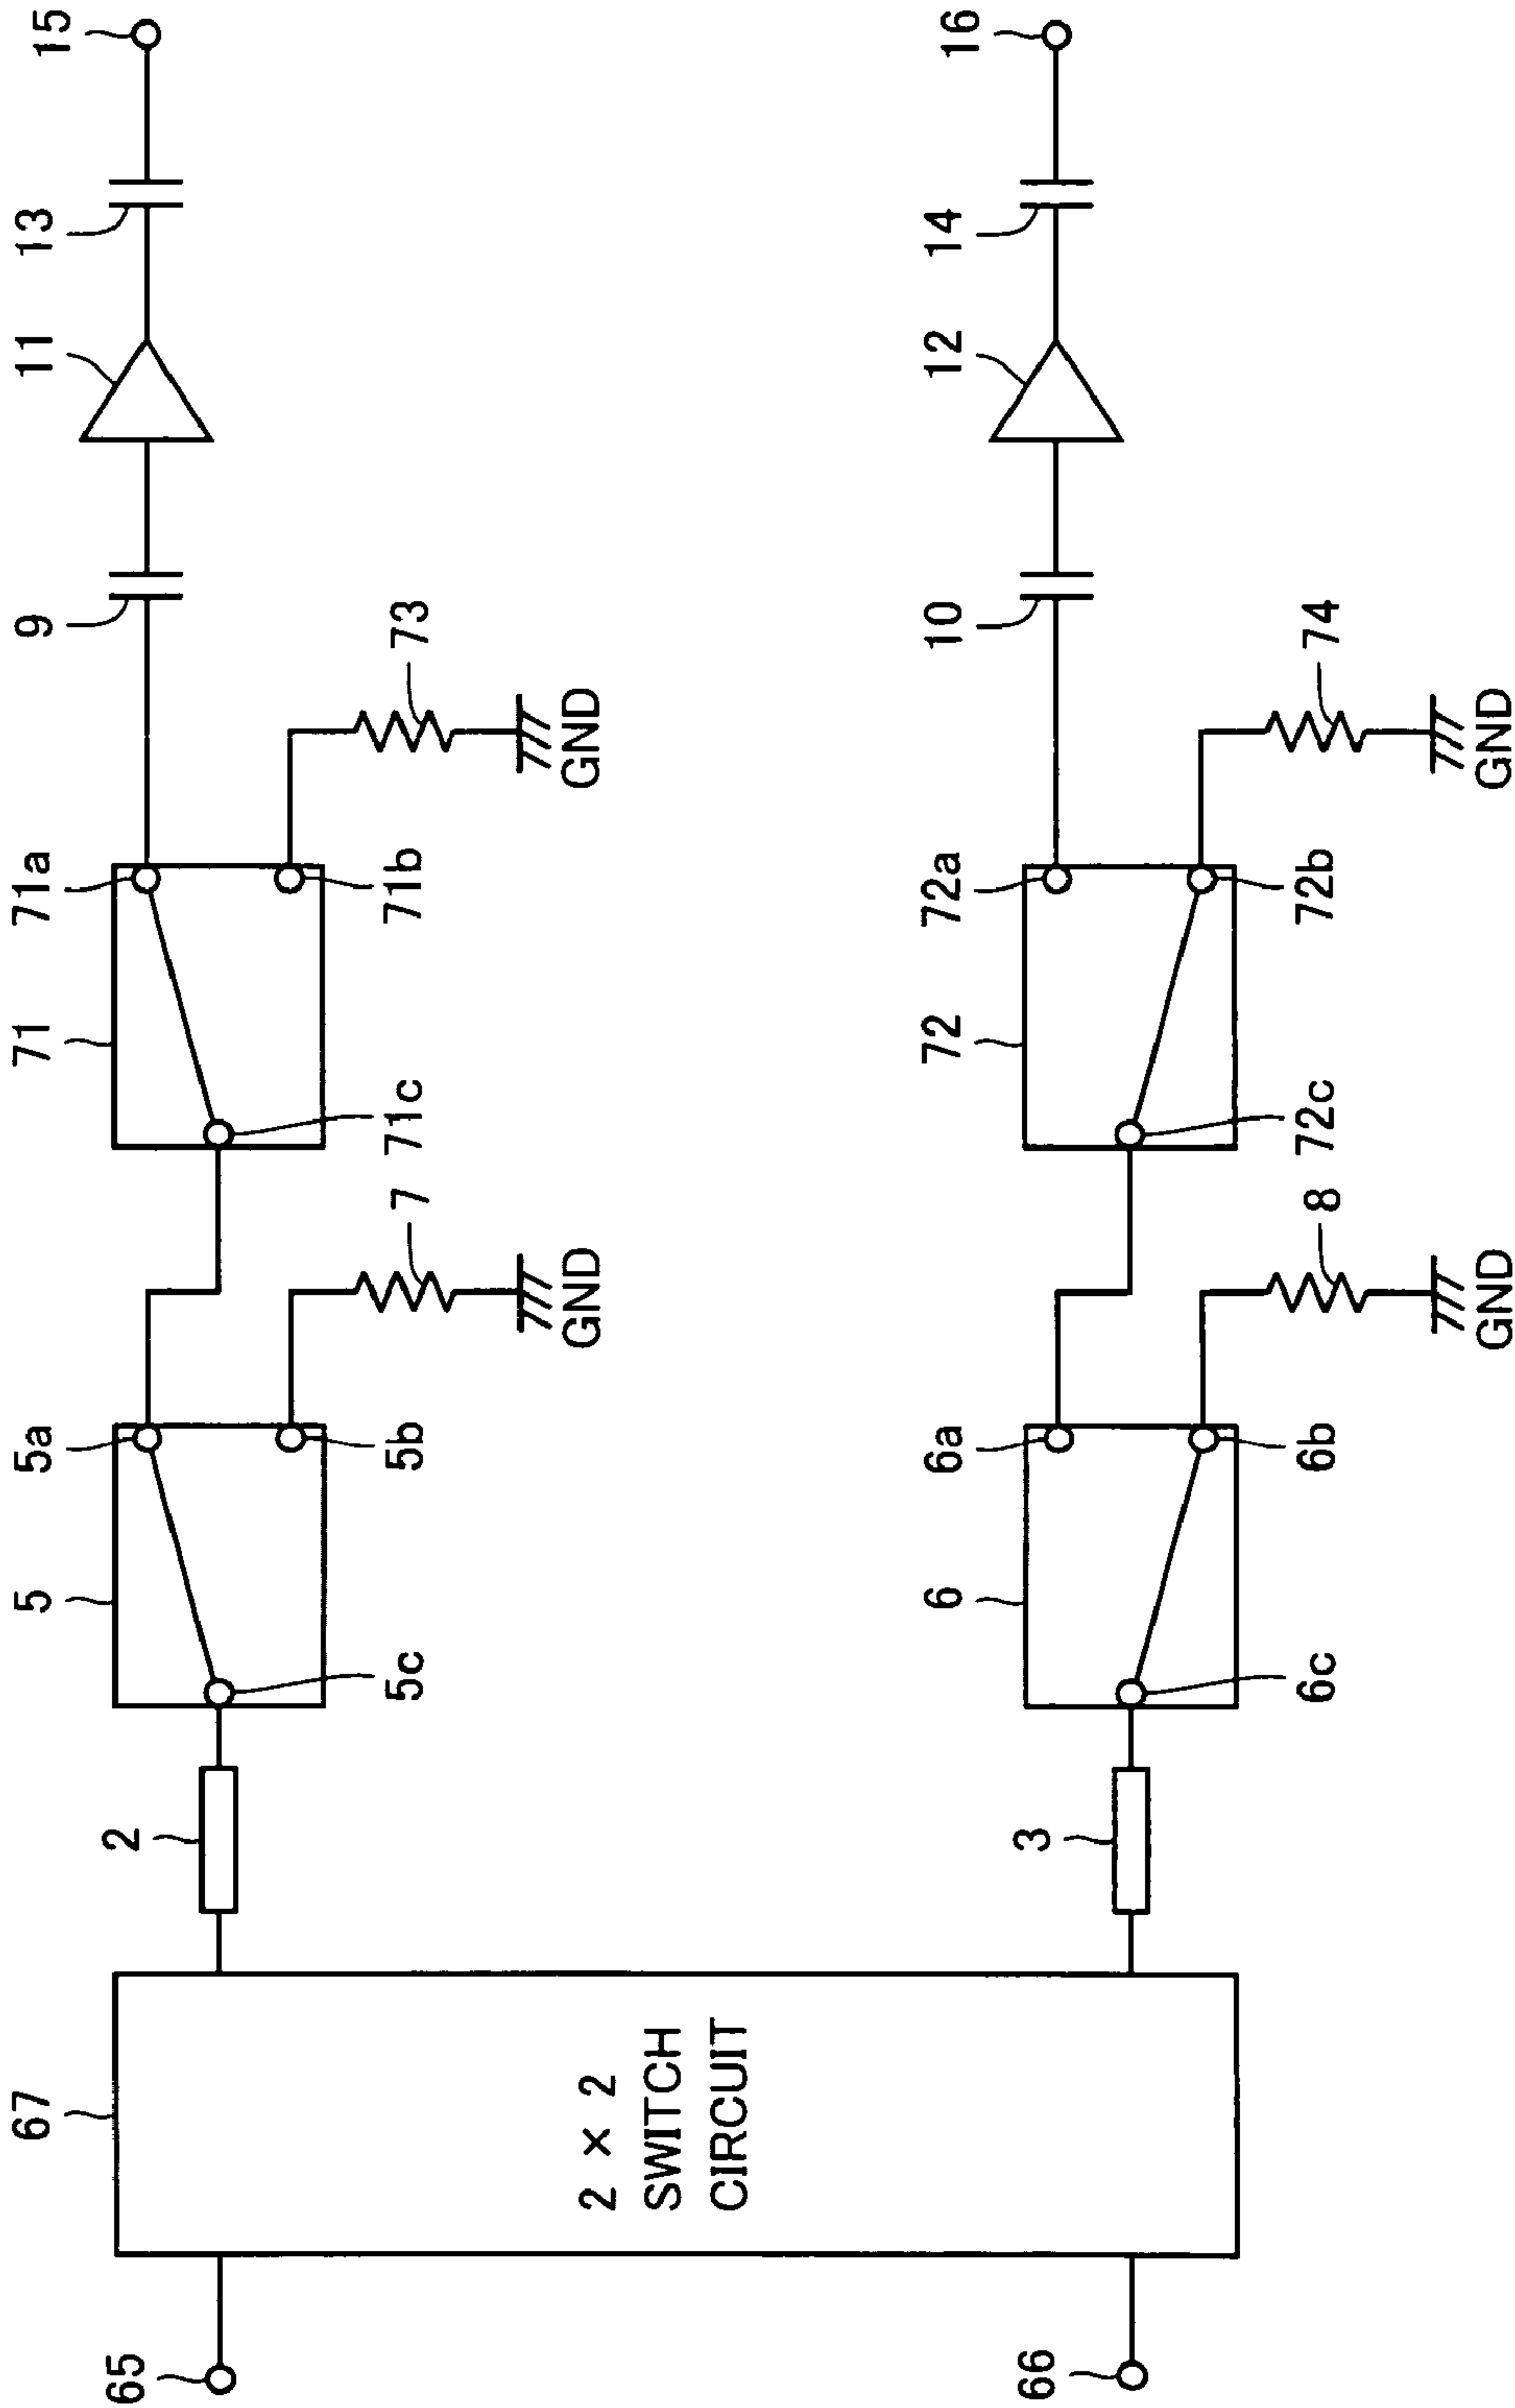 65
67
2
5
5a
5c
5b
7
GND
71
71a
71c
71b
73
GND
9
11
13
15
2 × 2
SWITCH
CIRCUIT
66
3
6
6a
6c
6b
8
GND
72
72a
72c
72b
74
GND
10
12
14
16